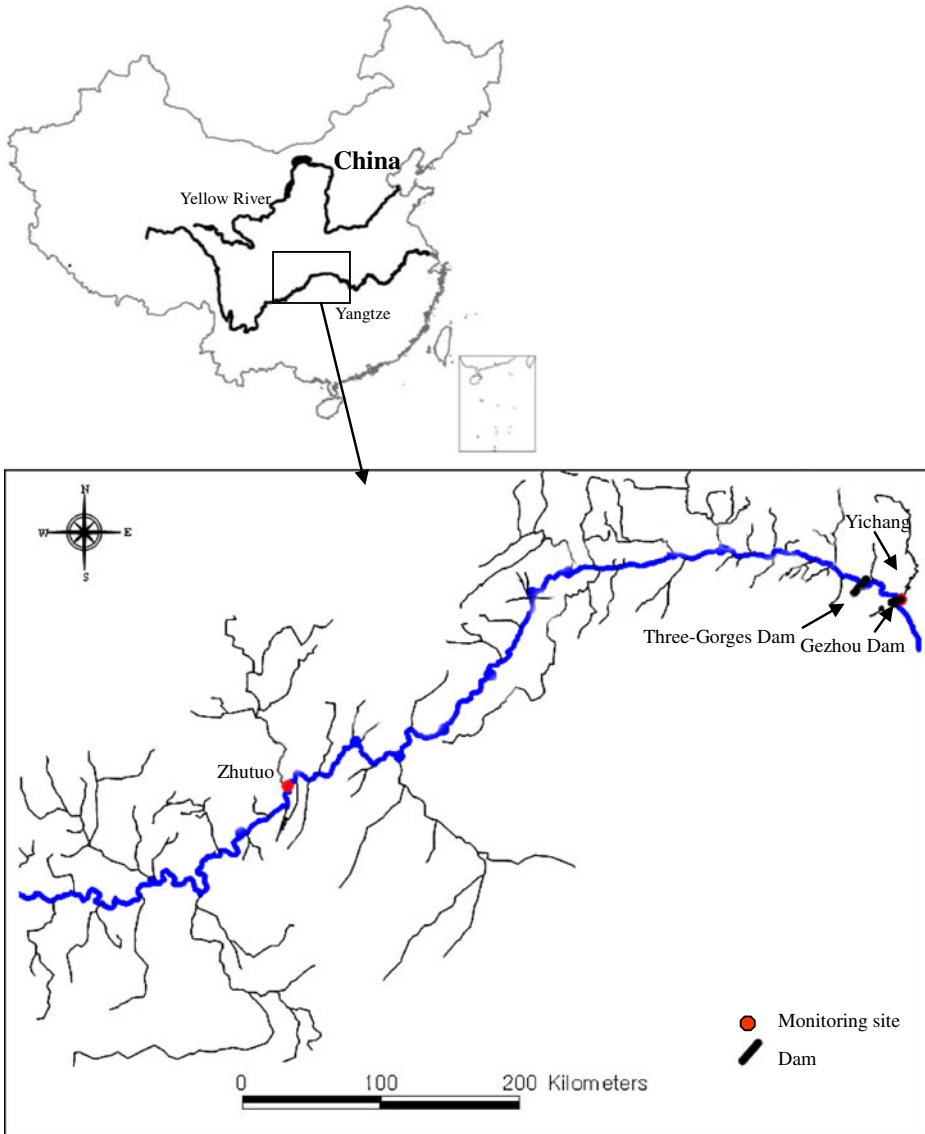 China
Yellow River
Yangtze
N
W E
S
Yichang
Three-Gorges Dam
Gezhou Dam
Zhutuo
Monitoring site
Dam
0 100 200 Kilometers